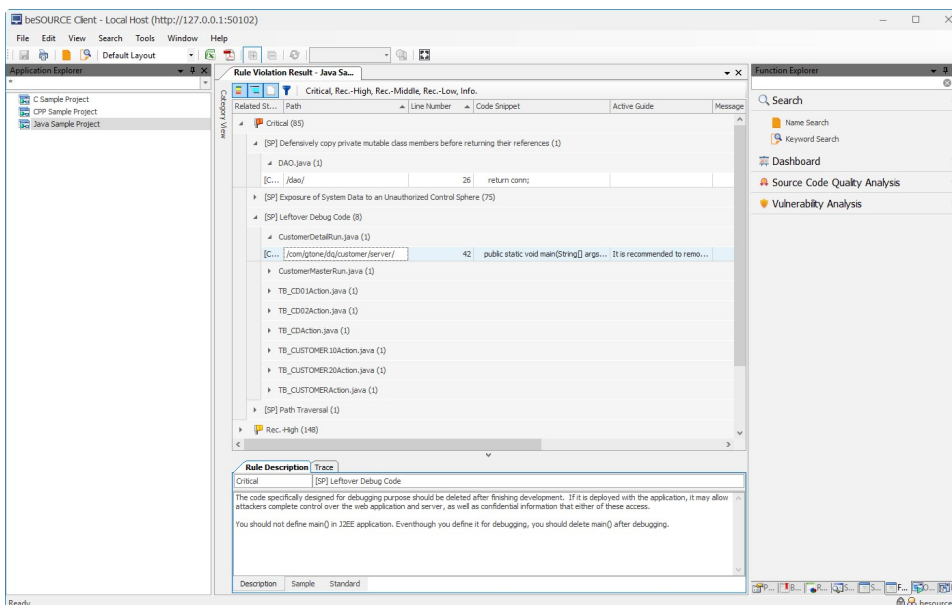 beSOURCE Client - Local Host (http://127.0.0.1:50102)
File Edit View Search Tools Window Help
Default Layout
Application Explorer
*
C Sample Project
CPP Sample Project
Java Sample Project
Category View
Rule Violation Result - Java Sa...
Critical, Rec.-High, Rec.-Middle, Rec.-Low, Info.
Related St... Path Line Number Code Snippet Active Guide Message
Critical (85)
[SP] Defensively copy private mutable class members before returning their references (1)
DAO.java (1)
[C... /dao/ 26 return conn;
[SP] Exposure of System Data to an Unauthorized Control Sphere (75)
[SP] Leftover Debug Code (8)
CustomerDetailRun.java (1)
[C... /com/gtone/dq/customer/server/ 42 public static void main(String[] args... It is recommended to remo...
CustomerMasterRun.java (1)
TB_CD01Action.java (1)
TB_CD02Action.java (1)
TB_CDAction.java (1)
TB_CUSTOMER10Action.java (1)
TB_CUSTOMER20Action.java (1)
TB_CUSTOMERAction.java (1)
[SP] Path Traversal (1)
Rec.-High (148)
Rule Description Trace
Critical [SP] Leftover Debug Code
The code specifically designed for debugging purpose should be deleted after finishing development. If it is deployed with the application, it may allow
attackers complete control over the web application and server, as well as confidential information that either of these access.
You should not define main() in J2EE application. Eventhough you define it for debugging, you should delete main() after debugging.
Description Sample Standard
Function Explorer
Search
Name Search
Keyword Search
Dashboard
Source Code Quality Analysis
Vulnerability Analysis
P... B... R... S... S... F... O...
Ready
besource